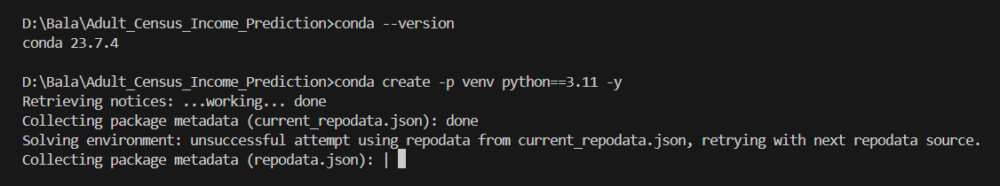 D:\Bala\Adult_Census_Income_Prediction>conda --version
conda 23.7.4
D:\Bala\Adult_Census_Income_Prediction>conda create -p venv python==3.11 -y
Retrieving notices: ...working... done
Collecting package metadata (current_repodata.json): done
Solving environment: unsuccessful attempt using repodata from current_repodata.json, retrying with next repodata source.
Collecting package metadata (repodata.json): |